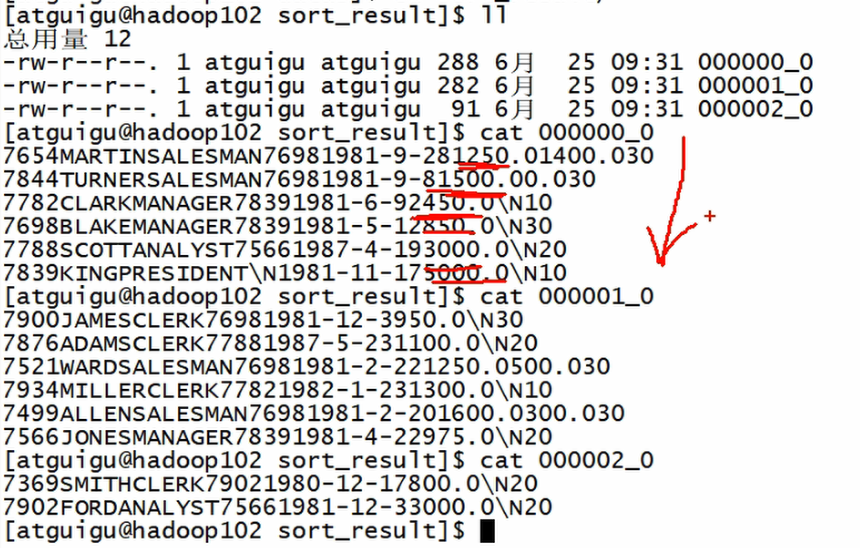 [atguigu@hadoop102 sort_result]$ ll
总用量 12
-rw-r--r--. 1 atguigu atguigu 288 6月  25 09:31 000000_0
-rw-r--r--. 1 atguigu atguigu 282 6月  25 09:31 000001_0
-rw-r--r--. 1 atguigu atguigu  91 6月  25 09:31 000002_0
[atguigu@hadoop102 sort_result]$ cat 000000_0
7654MARTINSALESMAN76981981-9-281250.01400.030
7844TURNERSALESMAN76981981-9-81500.00.030
7782CLARKMANAGER78391981-6-92450.0\N10
7698BLAKEMANAGER78391981-5-12850.0\N30
7788SCOTTANALYST75661987-4-193000.0\N20
7839KINGPRESIDENT\N1981-11-175000.0\N10
[atguigu@hadoop102 sort_result]$ cat 000001_0
7900JAMESCLERK76981981-12-3950.0\N30
7876ADAMSCLERK77881987-5-231100.0\N20
7521WARDSALESMAN76981981-2-221250.0500.030
7934MILLERCLERK77821982-1-231300.0\N10
7499ALLENSALESMAN76981981-2-201600.0300.030
7566JONESMANAGER78391981-4-22975.0\N20
[atguigu@hadoop102 sort_result]$ cat 000002_0
7369SMITHCLERK79021980-12-17800.0\N20
7902FORDANALYST75661981-12-33000.0\N20
[atguigu@hadoop102 sort_result]$